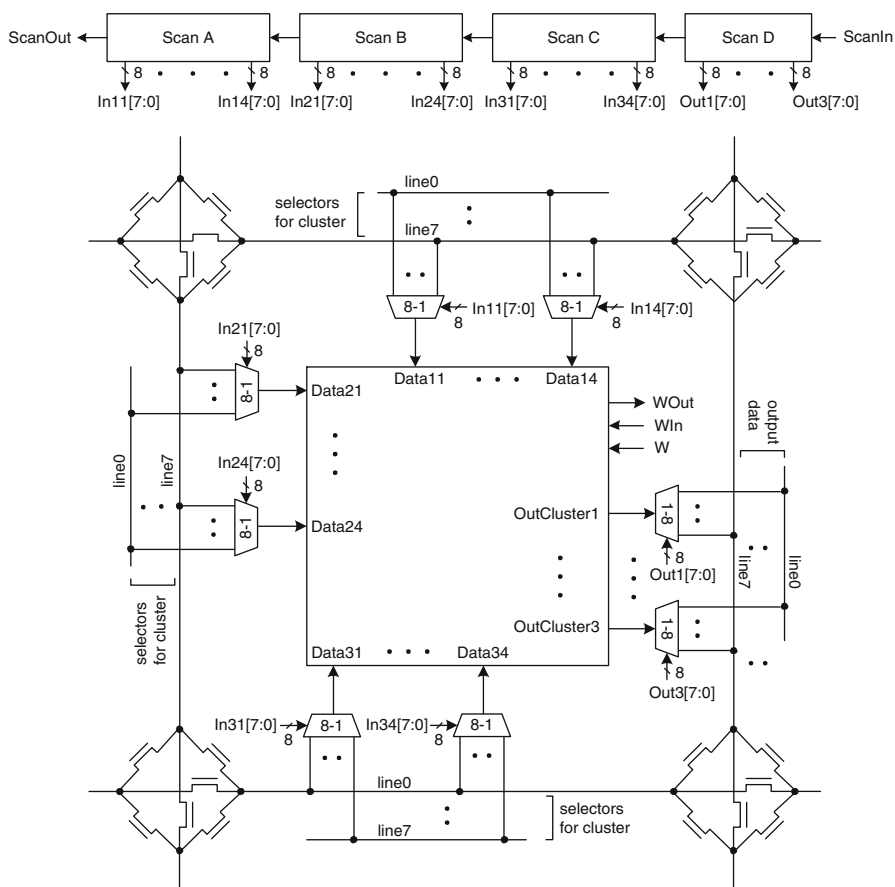 ScanOut
Scan A
Scan B
Scan C
Scan D
ScanIn
8
8
8
8
8
8
8
8
In11[7:0]
In14[7:0]
In21[7:0]
In24[7:0]
In31[7:0]
In34[7:0]
Out1[7:0]
Out3[7:0]
line0
selectors
for cluster
line7
8-1
In11[7:0]
8
8-1
In14[7:0]
8
In21[7:0]
8
8-1
Data21
Data11
Data14
WOut
WIn
W
output
data
line0
line7
In24[7:0]
8
8-1
Data24
OutCluster1
1-8
8
Out1[7:0]
line7
line0
selectors
for cluster
OutCluster3
1-8
8
Out3[7:0]
Data31
Data34
In31[7:0]
8
8-1
In34[7:0]
8
8-1
line0
line7
selectors
for cluster